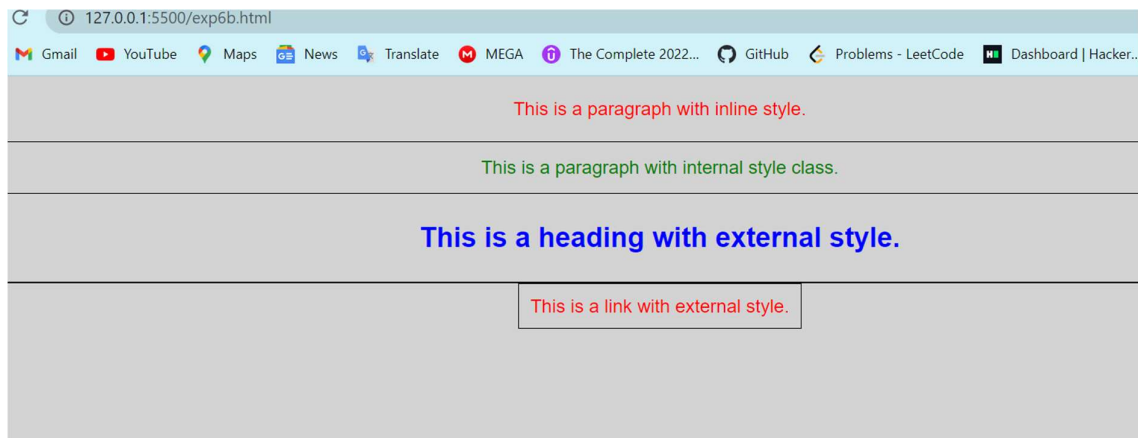 127.0.0.1:5500/exp6b.html
Gmail YouTube Maps News Translate MEGA The Complete 2022... GitHub Problems - LeetCode Dashboard | Hacker...
This is a paragraph with inline style.
This is a paragraph with internal style class.
This is a heading with external style.
This is a link with external style.